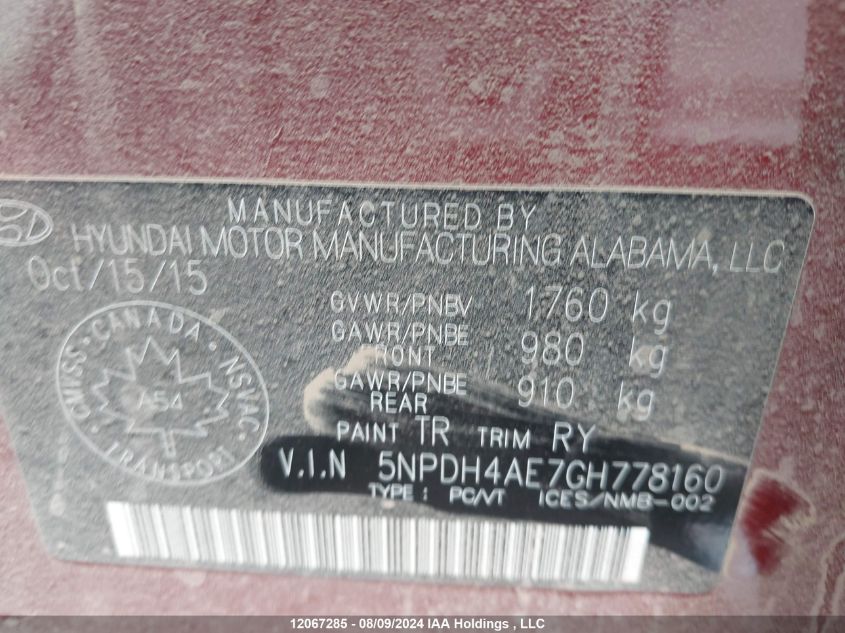 MANUFACTURED BY
HYUNDAI MOTOR MANUFACTURING ALABAMA, LLC
Oct/15/15
GVWR/PNBV 1760 kg
GAWR/PNBE FRONT 980 kg
GAWR/PNBE REAR 910 kg
CANADA
CMVSS NSVAC
A54
TRANSPORT
PAINT TR TRIM RY
V.I.N 5NPDH4AE7GH778160
TYPE : PC/VT ICES/NMB-002
12067285 - 08/09/2024 IAA Holdings , LLC